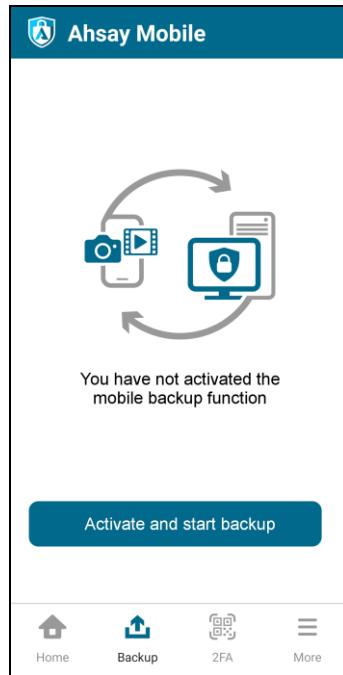 Ahsay Mobile
You have not activated the
mobile backup function
Activate and start backup
Home Backup 2FA More